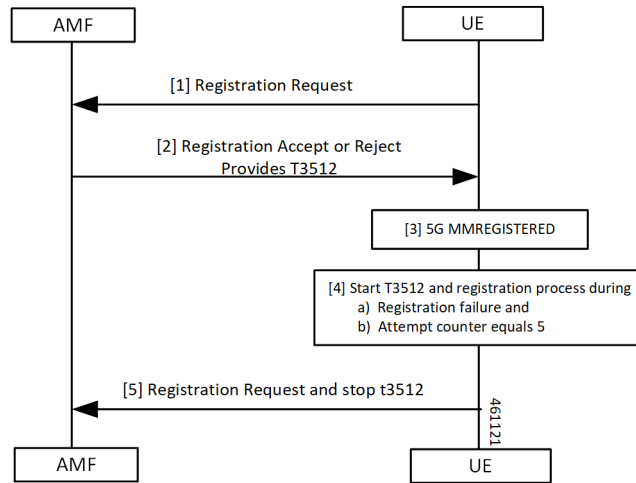 AMF
UE
[1] Registration Request
[2] Registration Accept or Reject
Provides T3512
[3] 5G MMREGISTERED
[4] Start T3512 and registration process during
a) Registration failure and
b) Attempt counter equals 5
[5] Registration Request and stop t3512
461121
AMF
UE